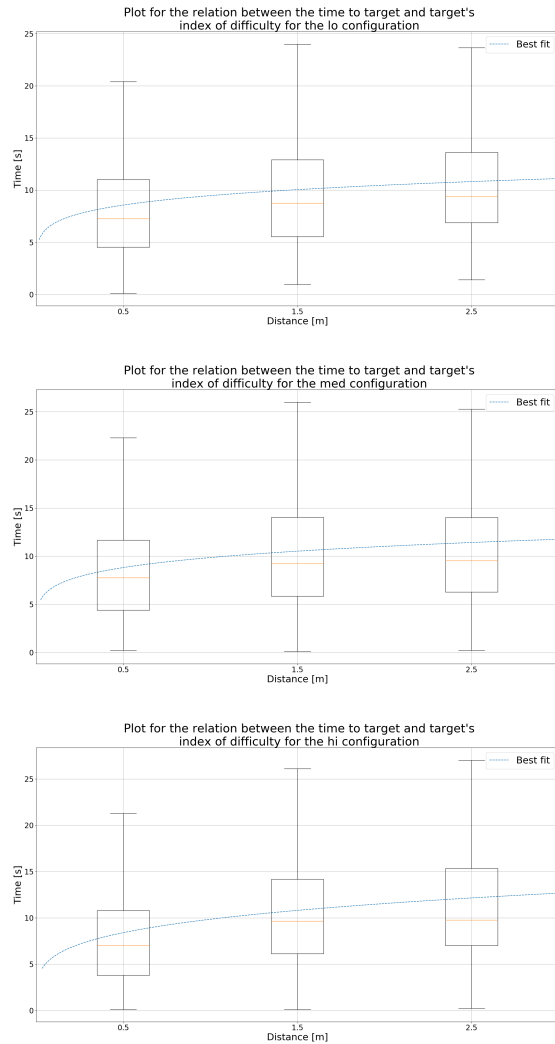 Plot for the relation between the time to target and target's
index of difficulty for the lo configuration
25
20
15
10
5
0
Time [s]
Best fit
0.5
1.5
2.5
Distance [m]
Plot for the relation between the time to target and target's
index of difficulty for the med configuration
25
20
15
10
5
0
Time [s]
Best fit
0.5
1.5
2.5
Distance [m]
Plot for the relation between the time to target and target's
index of difficulty for the hi configuration
25
20
15
10
5
0
Time [s]
Best fit
0.5
1.5
2.5
Distance [m]